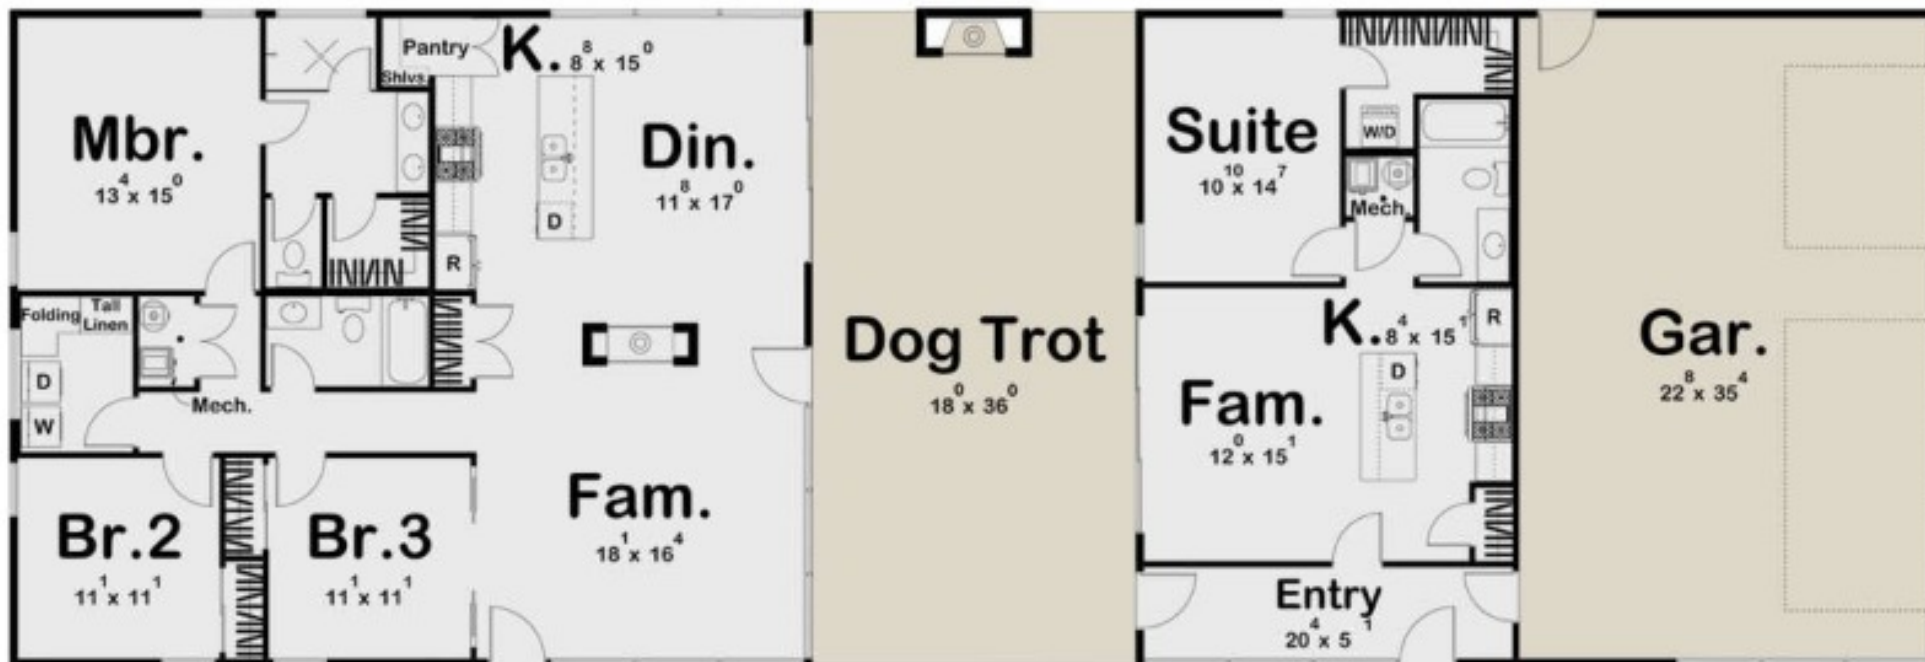 Mbr.
13⁴ x 15⁰
Pantry
Shlvs.
K. 8⁸ x 15⁰
Din.
11⁸ x 17⁰
D
R
Folding
Tall
Linen
D
W
Mech.
Br.2
11¹ x 11¹
Br.3
11¹ x 11¹
Fam.
18¹ x 16⁴
Dog Trot
18⁰ x 36⁰
Suite
10¹⁰ x 14⁷
W/D
Mech.
K. 8⁴ x 15¹
R
D
Fam.
12⁰ x 15¹
Entry
20⁴ x 5¹
Gar.
22⁸ x 35⁴